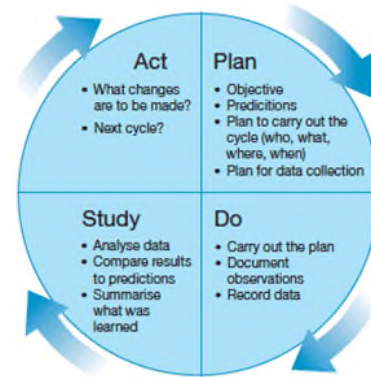 Act
• What changes
are to be made?
• Next cycle?
Plan
• Objective
• Predicitions
• Plan to carry out the
cycle (who, what,
where, when)
• Plan for data collection
Study
• Analyse data
• Compare results
to predictions
• Summarise
what was
learned
Do
• Carry out the plan
• Document
observations
• Record data